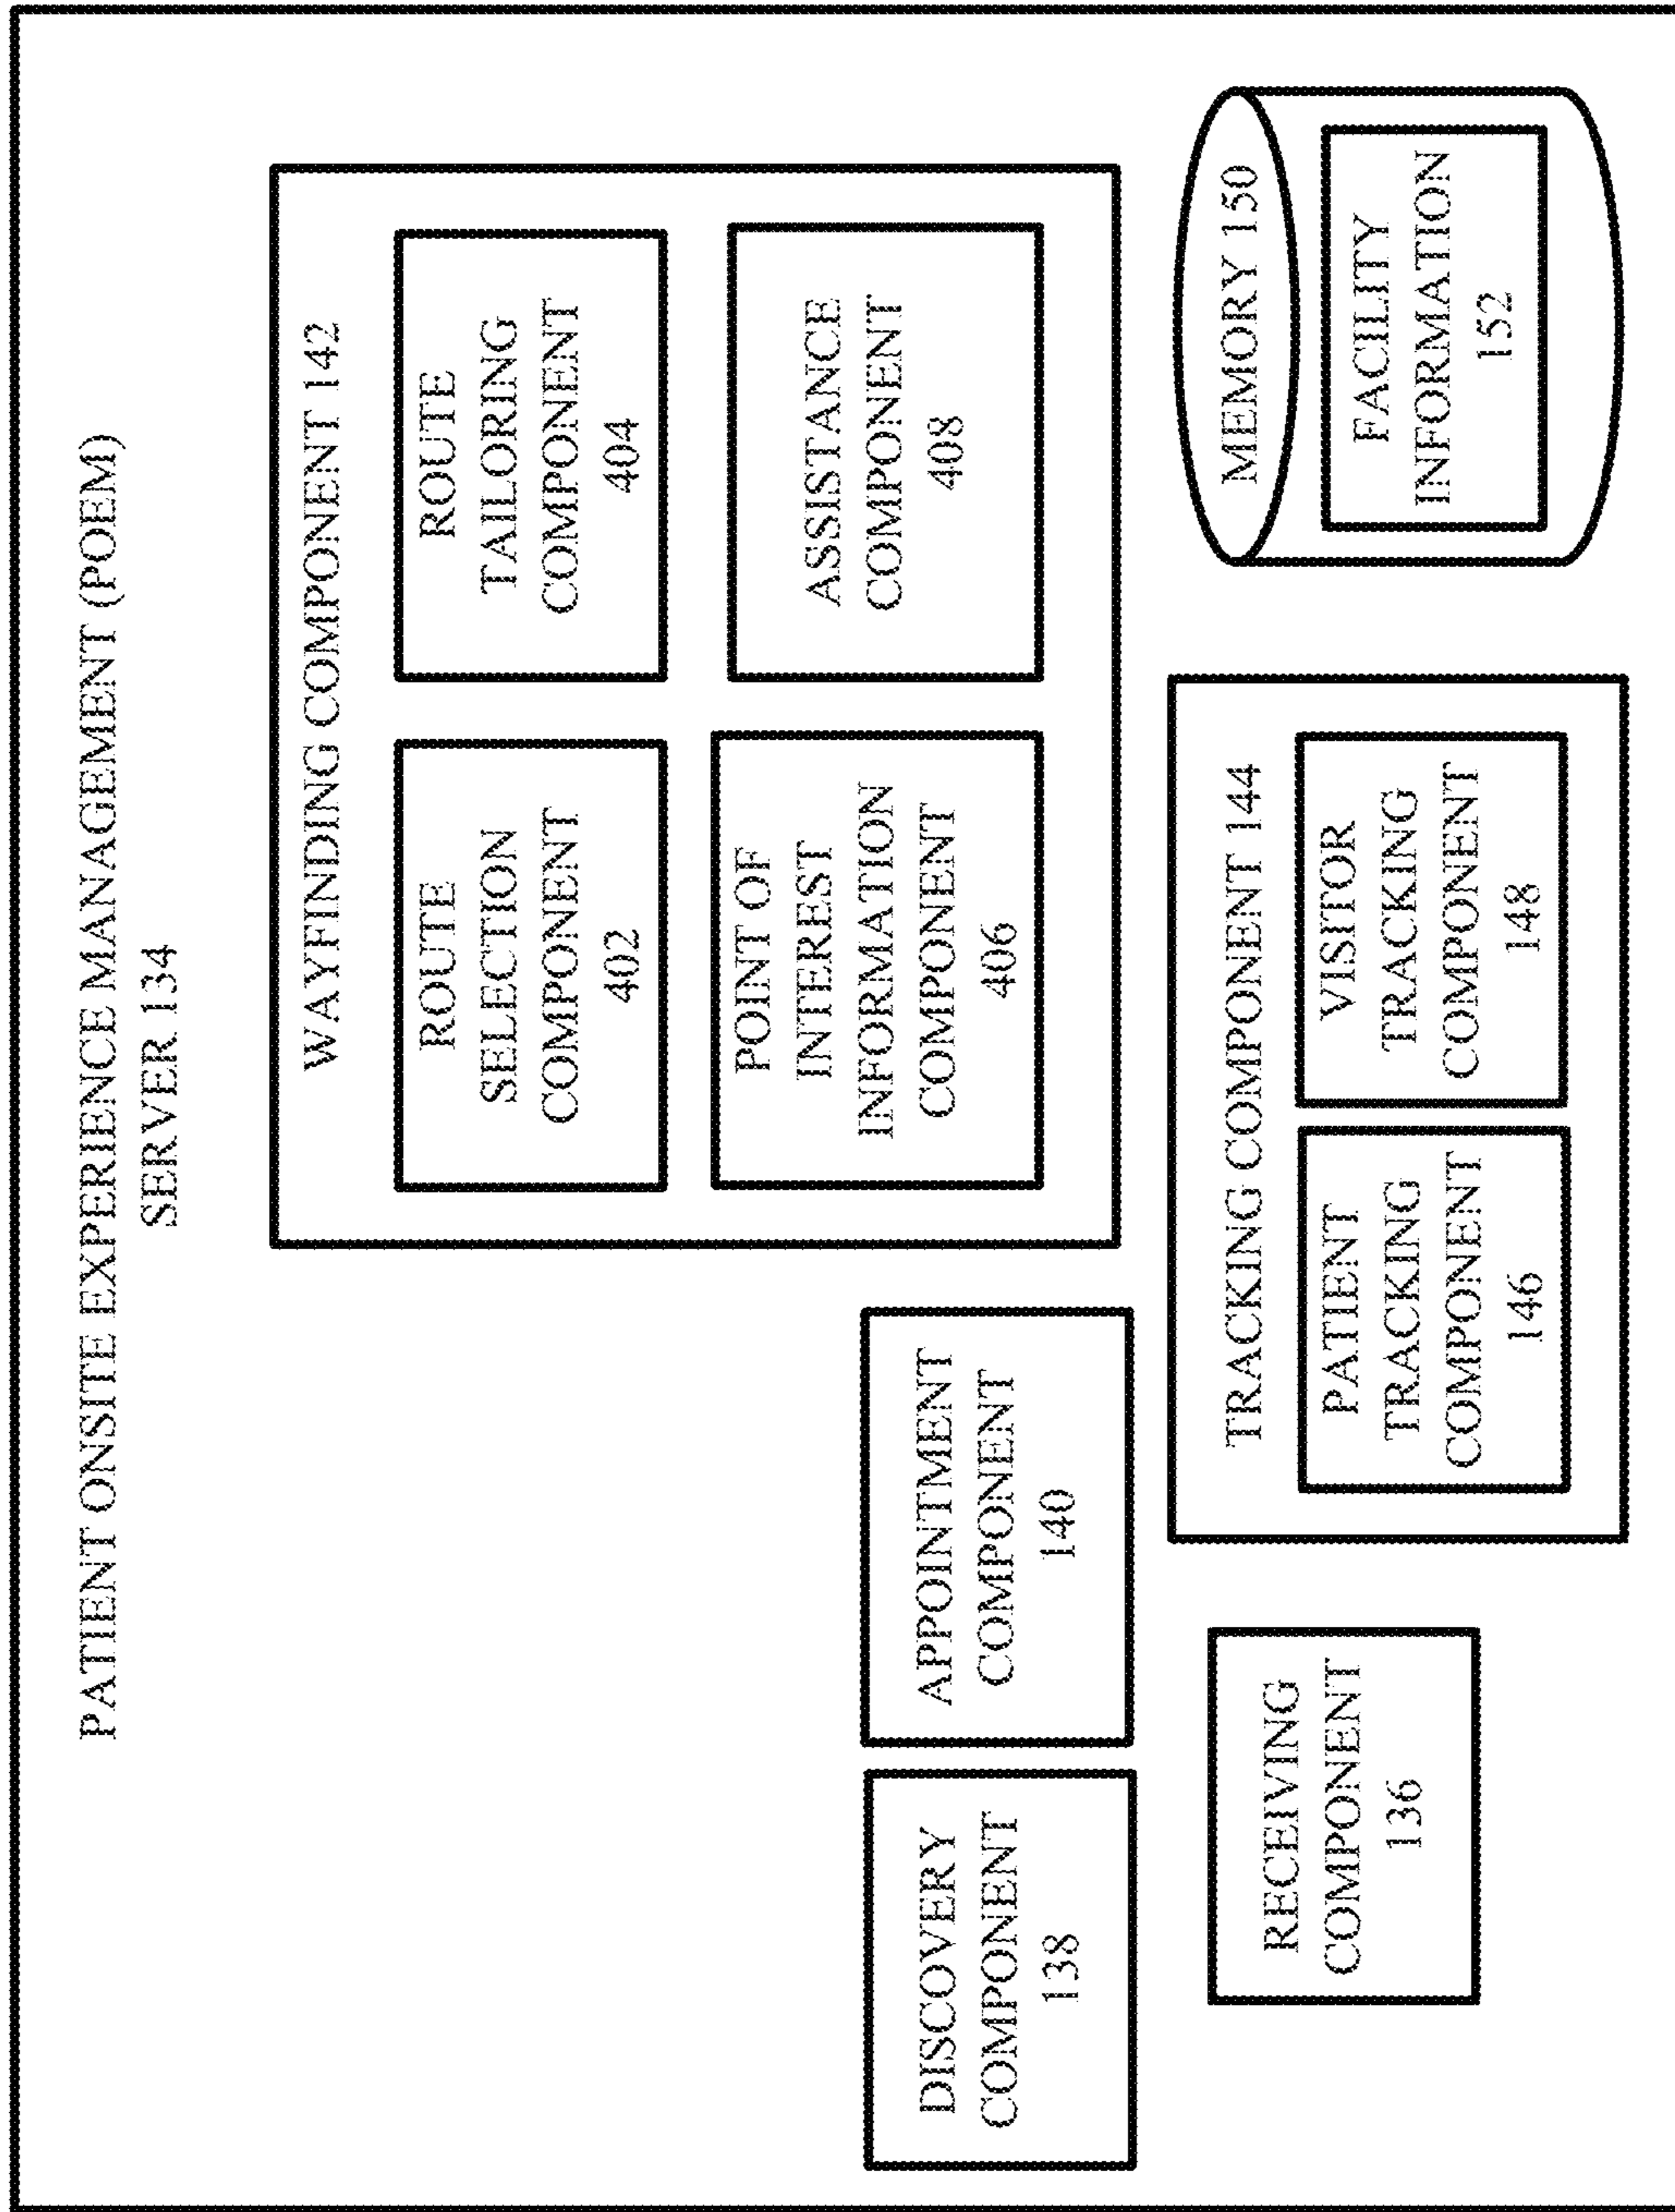 PATIENT ONSITE EXPERIENCE MANAGEMENT (POEM)
SERVER 134
WAYFINDING COMPONENT 142
ROUTE
SELECTION
COMPONENT
402
ROUTE
TAILORING
COMPONENT
404
POINT OF
INTEREST
INFORMATION
COMPONENT
406
ASSISTANCE
COMPONENT
408
DISCOVERY
COMPONENT
138
APPOINTMENT
COMPONENT
140
RECEIVING
COMPONENT
136
TRACKING COMPONENT 144
PATIENT
TRACKING
COMPONENT
146
VISITOR
TRACKING
COMPONENT
148
MEMORY 150
FACILITY
INFORMATION
152